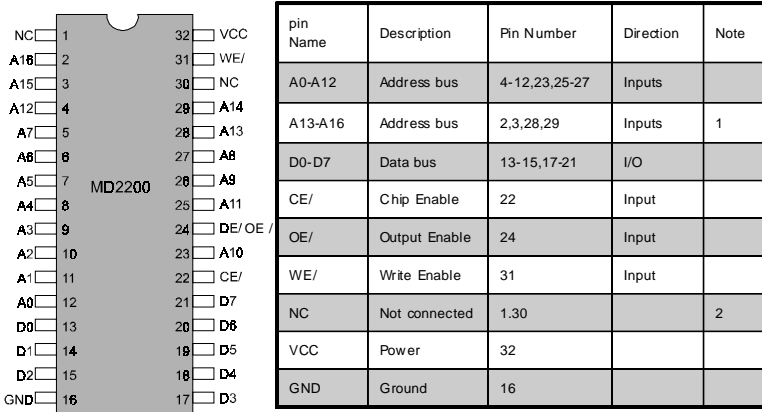 NC 1 32 VCC
A16 2 31 WE/
A15 3 30 NC
A12 4 29 A14
A7 5 28 A13
A6 6 27 A8
A5 7 26 A9
MD2200
A4 8 25 A11
A3 9 24 OE/ OE /
A2 10 23 A10
A1 11 22 CE/
A0 12 21 D7
D0 13 20 D6
D1 14 19 D5
D2 15 18 D4
GND 16 17 D3
pin Name Description Pin Number Direction Note
A0-A12 Address bus 4-12,23,25-27 Inputs
A13-A16 Address bus 2,3,28,29 Inputs 1
D0-D7 Data bus 13-15,17-21 I/O
CE/ Chip Enable 22 Input
OE/ Output Enable 24 Input
WE/ Write Enable 31 Input
NC Not connected 1.30 2
VCC Power 32
GND Ground 16